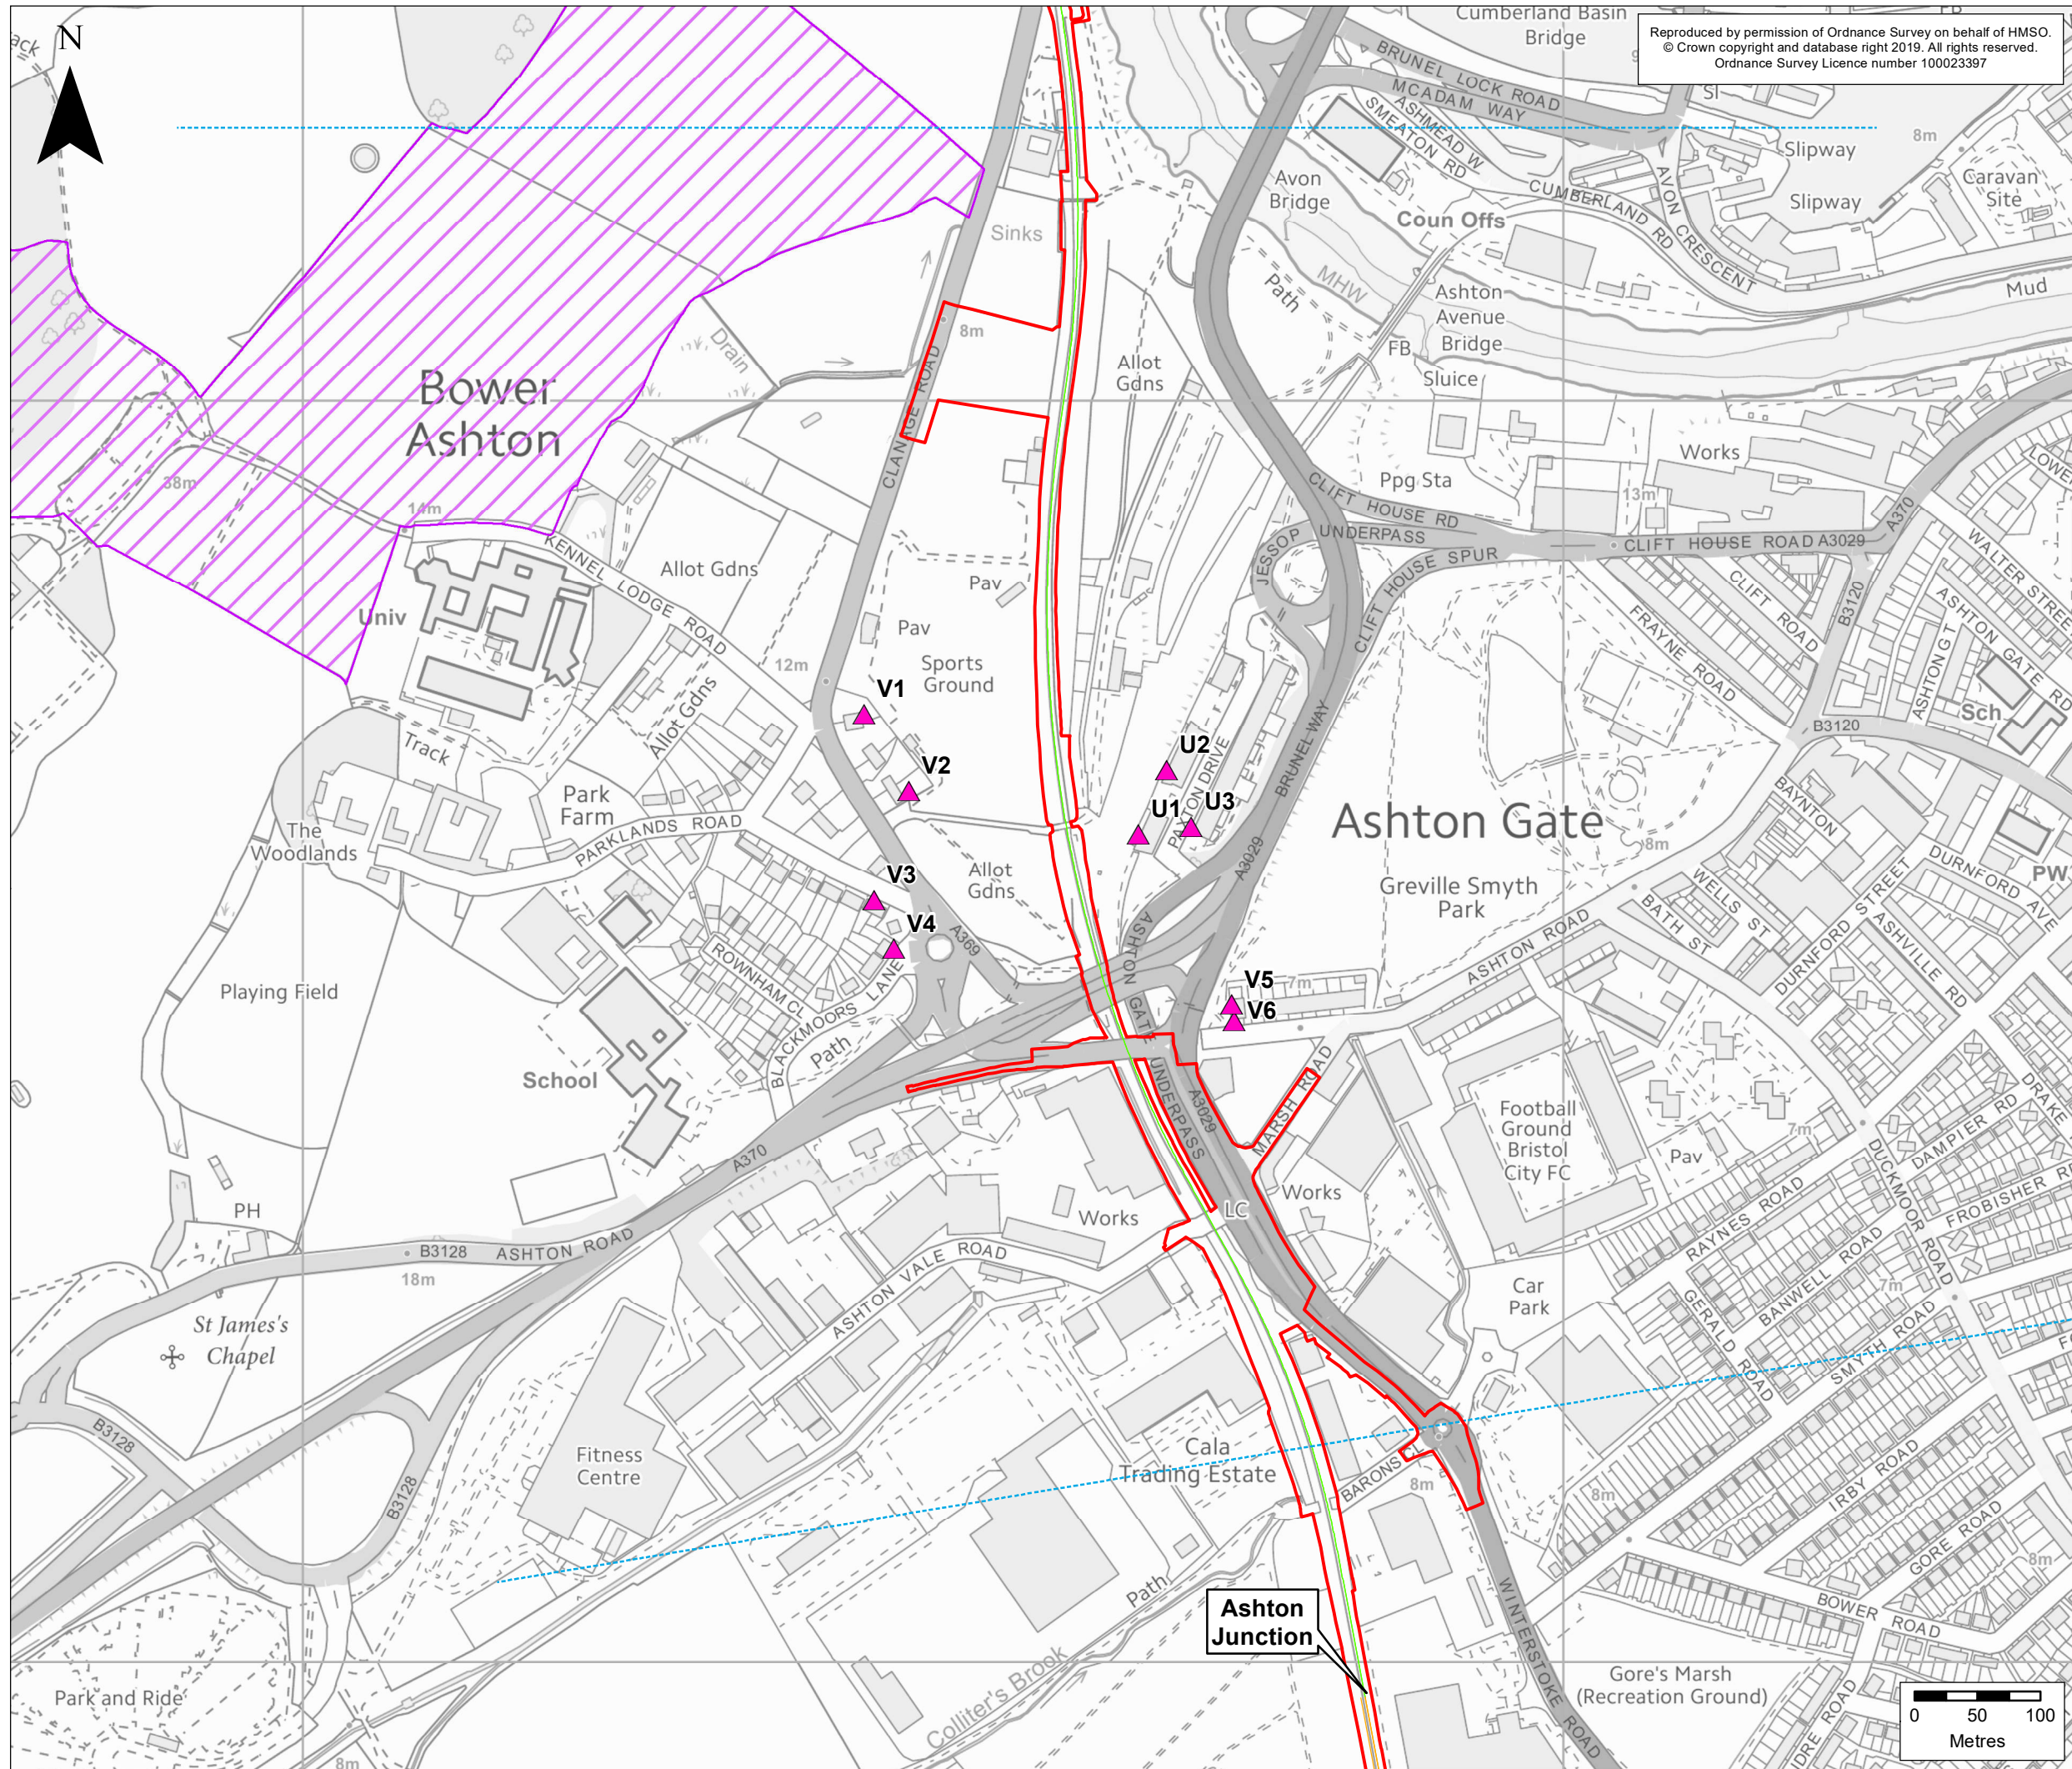 N
ack
Cumberland Basin
Bridge
Reproduced by permission of Ordnance Survey on behalf of HMSO.
© Crown copyright and database right 2019. All rights reserved.
Ordnance Survey Licence number 100023397
BRUNEL LOCK ROAD
MCADAM WAY
ASHMEAD W
SMEATON RD
Slipway
8m
Avon
Bridge
CUMBERLAND RD
AVON CRESCENT
Slipway
Caravan
Site
Coun Offs
Sinks
Path
MHW
Ashton
Avenue
Bridge
Mud
8m
Drain
Allot
Gdns
FB
Sluice
CLANAGE ROAD
Bower
Ashton
38m
14m
Works
Ppg Sta
13m
LOWE
CLIFT HOUSE RD
JESSOP UNDERPASS
CLIFT HOUSE SPUR
CLIFT HOUSE ROAD A3029
A370
WALTER STREE
KENNEL LODGE ROAD
Allot Gdns
Pav
Univ
Pav
B3120
CLIFT ROAD
FRAYNE ROAD
ASHTON GATE RD
ASHTON GT
Sports
Ground
12m
V1
Allot Gdns
Sch
B3120
Track
V2
U2
U1
U3
PAXTON DRIVE
BRUNEL WAY
Park
Farm
PARKLANDS ROAD
The
Woodlands
Ashton Gate
BAYNTON
8m
DURNFORD AVE
PW
A3029
Allot
Gdns
V3
V4
A369
Greville Smyth
Park
WELLS ST
BATH ST
DURNFORD STREET
ASHVILLE RD
ASHTON ROAD
ROWNHAM CL
BLACKMOORS LANE
Path
Playing Field
ASHTON GATE UNDERPASS
V5
7m
V6
School
A3029
MARSH ROAD
Football
Ground
Bristol
City FC
DRAKE
DAMPIER RD
7m
Pav
DUCKMOOR ROAD
FROBISHER R
A370
PH
Works
LC
Works
RAYNES ROAD
BANWELL ROAD
7m
B3128 ASHTON ROAD
18m
ASHTON VALE ROAD
Car
Park
GERALD ROAD
SMYTH ROAD
St James's
Chapel
B3128
Fitness
Centre
Cala
Trading Estate
BARONS CL
8m
8m
IRBY ROAD
GORE ROAD
8m
B3128
Path
Ashton
Junction
WINTERSTOKE ROAD
BOWER ROAD
Colliter's Brook
Park and Ride
Gore's Marsh
(Recreation Ground)
8m
0 50 100
Metres